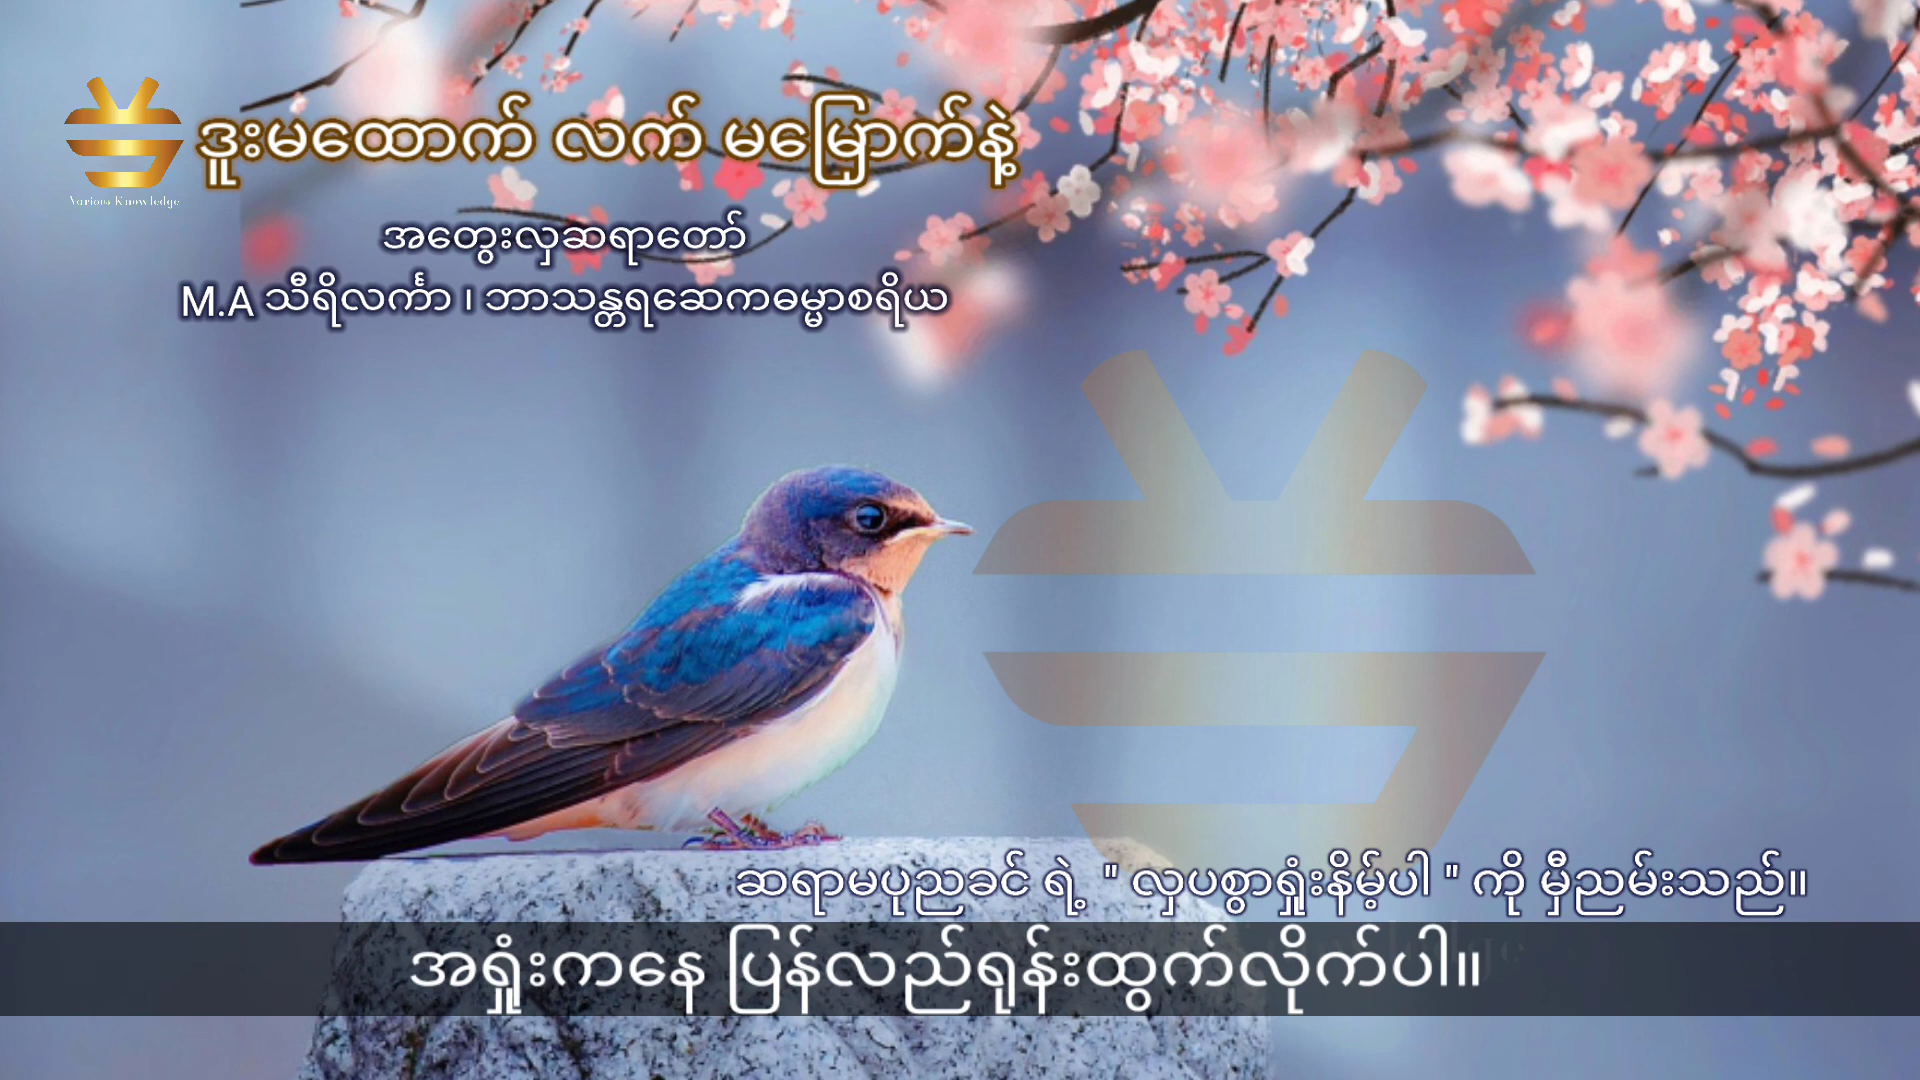 ဒူးမထောက် လက် မမြှောက်နဲ့
Various Knowledge
အတွေးလှဆရာတော်
M.A သီရိလင်္ကာ ၊ ဘာသန္တရဆေကဓမ္မာစရိယ
ဆရာမပုညခင် ရဲ့ " လှပစွာရှုံးနိမ့်ပါ " ကို မှီညမ်းသည်။
အရှုံးကနေ ပြန်လည်ရုန်းထွက်လိုက်ပါ။